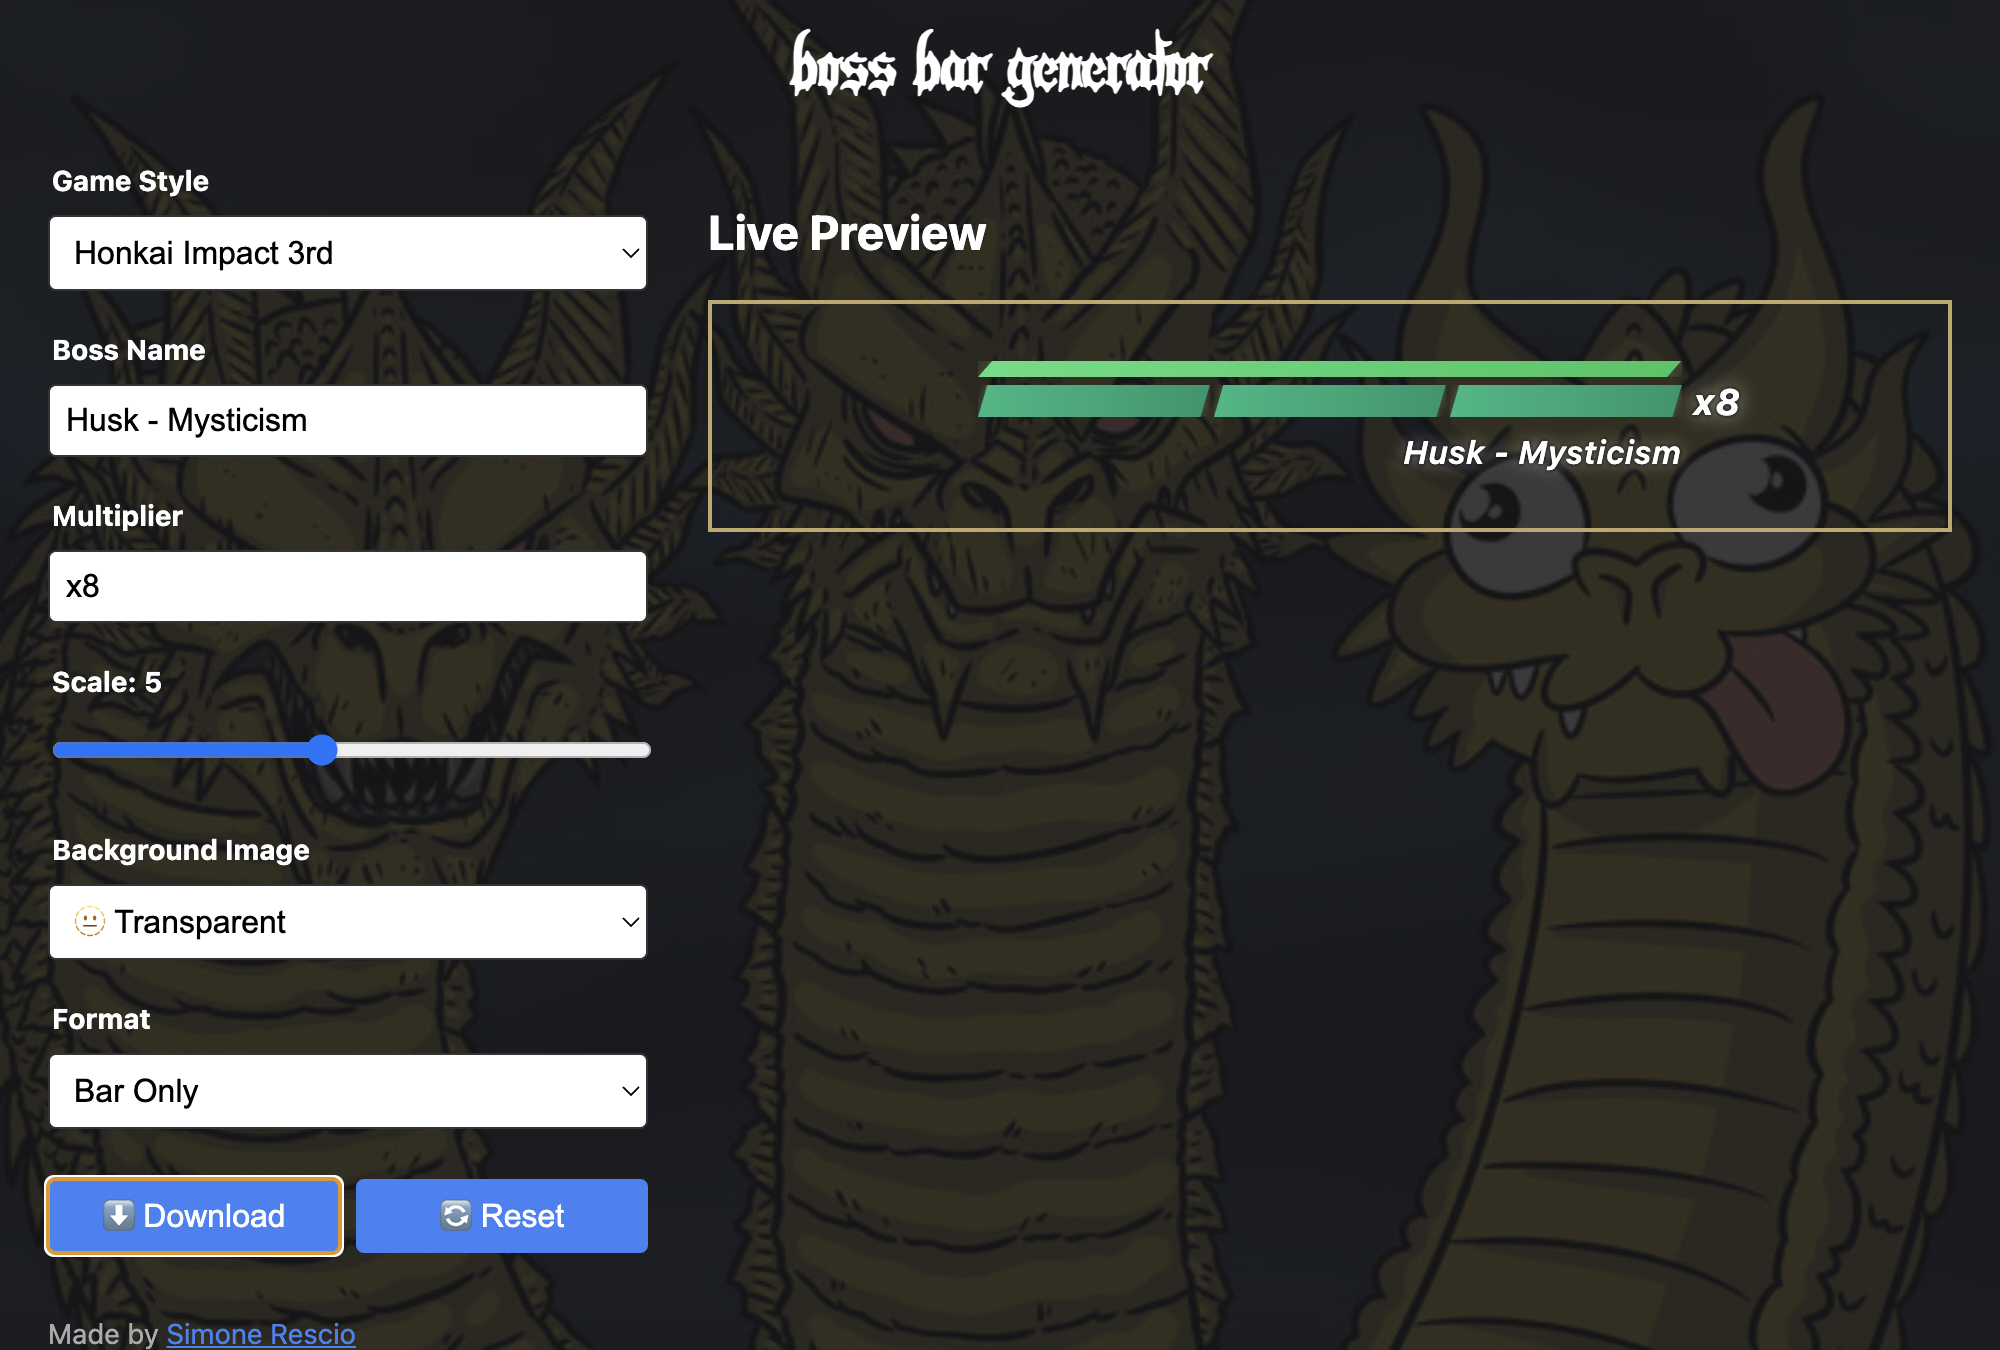 boss bar generator
Game Style
Honkai Impact 3rd
Boss Name
Husk - Mysticism
Multiplier
x8
Scale: 5
Background Image
Transparent
Format
Bar Only
Download
Reset
Made by Simone Rescio
Live Preview
x8
Husk - Mysticism